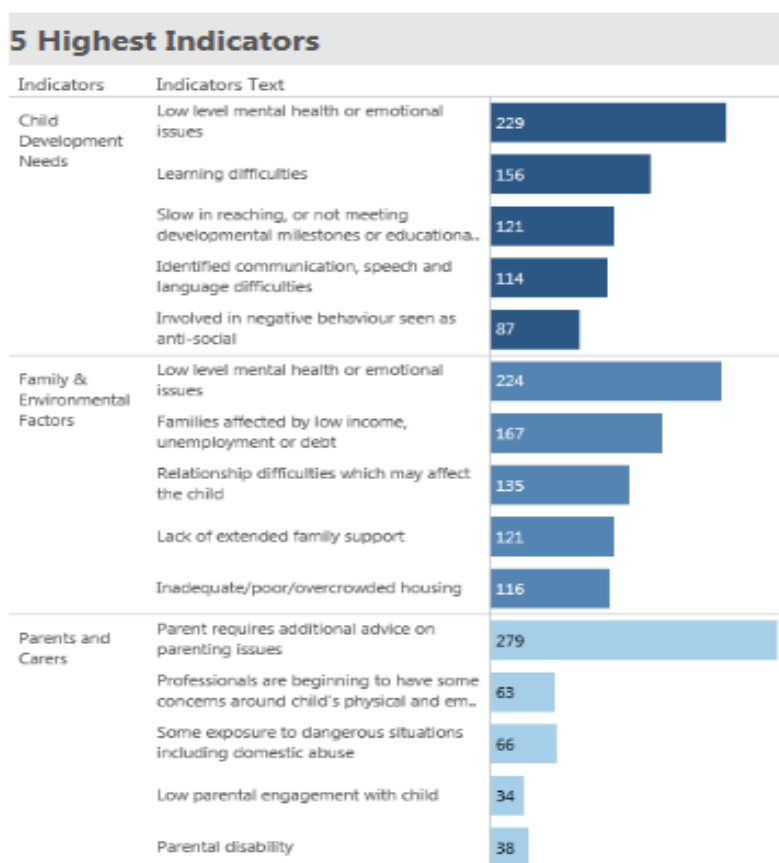 5 Highest Indicators
Indicators Indicators Text
Child
Development
Needs
Low level mental health or emotional
issues
229
Learning difficulties
156
Slow in reaching, or not meeting
developmental milestones or educationa..
121
Identified communication, speech and
language difficulties
114
Involved in negative behaviour seen as
anti-social
87
Family &
Environmental
Factors
Low level mental health or emotional
issues
224
Families affected by low income,
unemployment or debt
167
Relationship difficulties which may affect
the child
135
Lack of extended family support
121
Inadequate/poor/overcrowded housing
116
Parents and
Carers
Parent requires additional advice on
parenting issues
279
Professionals are beginning to have some
concerns around child's physical and em..
63
Some exposure to dangerous situations
including domestic abuse
66
Low parental engagement with child
34
Parental disability
38